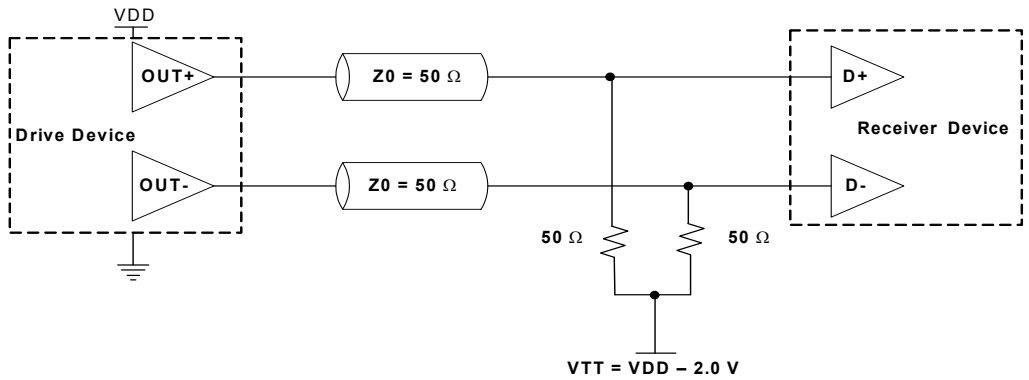 VDD
OUT+
Z0 = 50 Ω
D+
Drive Device
Receiver Device
OUT-
Z0 = 50 Ω
D-
50 Ω
50 Ω
VTT = VDD – 2.0 V